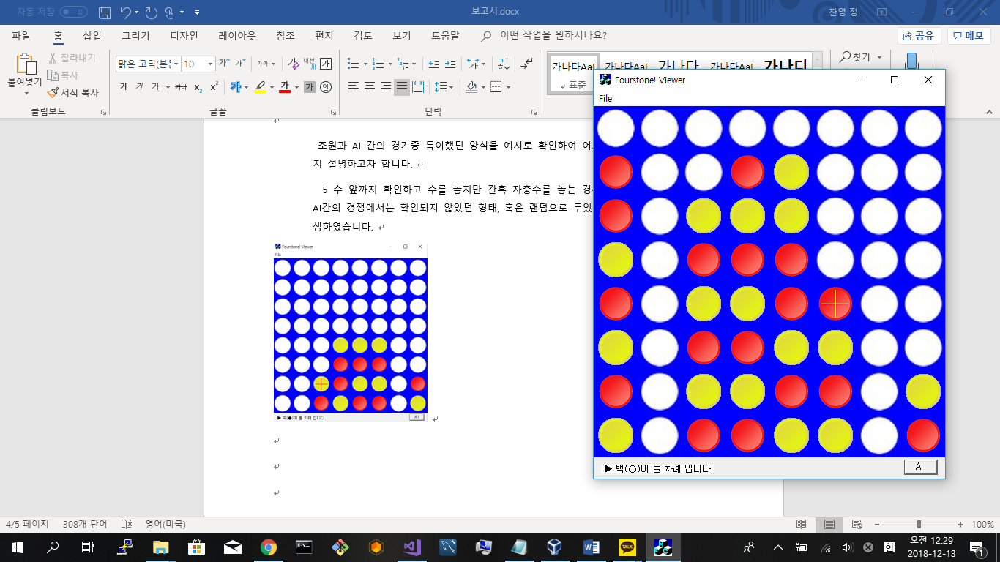 자동 저장 끔
보고서.docx
찬영 정
파일 홈 삽입 그리기 디자인 레이아웃 참조 편지 검토 보기 도움말 어떤 작업을 원하시나요?
공유 메모
붙여넣기
잘라내기
복사
서식 복사
클립보드
맑은 고딕(본 10
글꼴
단락
가나다AaE 가나다AaE 가나다 가나다AaE 가나다
표준
찾기
조원과 AI 간의 경기중 특이했던 양식을 예시로 확인하여 어
지 설명하고자 합니다.
5 수 앞까지 확인하고 수를 놓지만 간혹 자충수를 놓는 경
AI간의 경쟁에서는 확인되지 않았던 형태, 혹은 랜덤으로 두었
생하였습니다.
Fourstone! Viewer
File
▶ 흑(●)이 둘 차례 입니다.
A I
Fourstone! Viewer
File
▶ 백(○)이 둘 차례 입니다.
A I
4/5 페이지 308개 단어 영어(미국)
100%
TALK
한
오전 12:29
2018-12-13
1